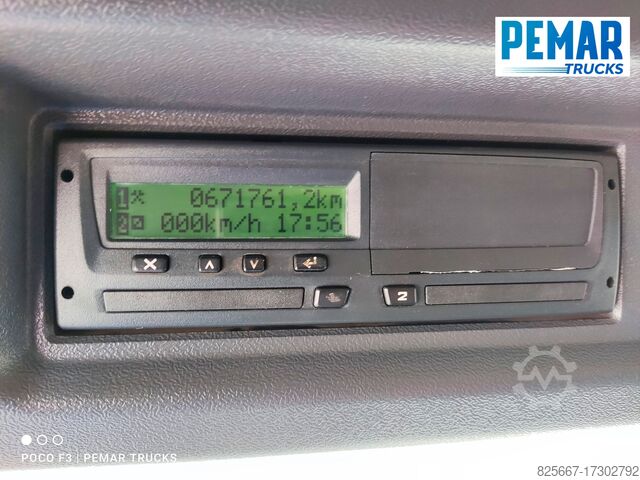 PEMAR
TRUCKS
1 0671761,2km
2 000km/h 17:56
2
POCO F3 | PEMAR TRUCKS
825667-17302792